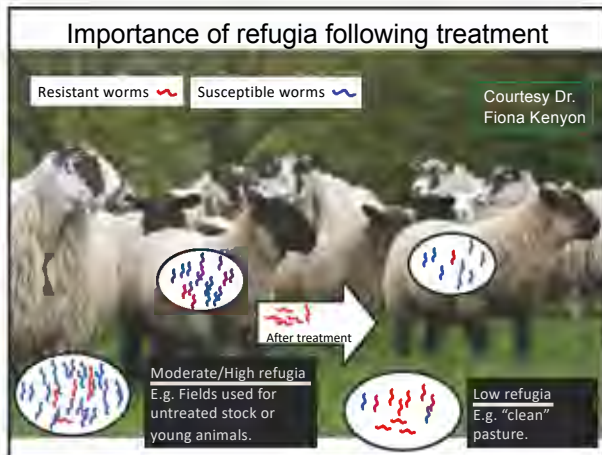 Importance of refugia following treatment
Resistant worms
Susceptible worms
Courtesy Dr.
Fiona Kenyon
After treatment
Moderate/High refugia
E.g. Fields used for
untreated stock or
young animals.
Low refugia
E.g. “clean”
pasture.